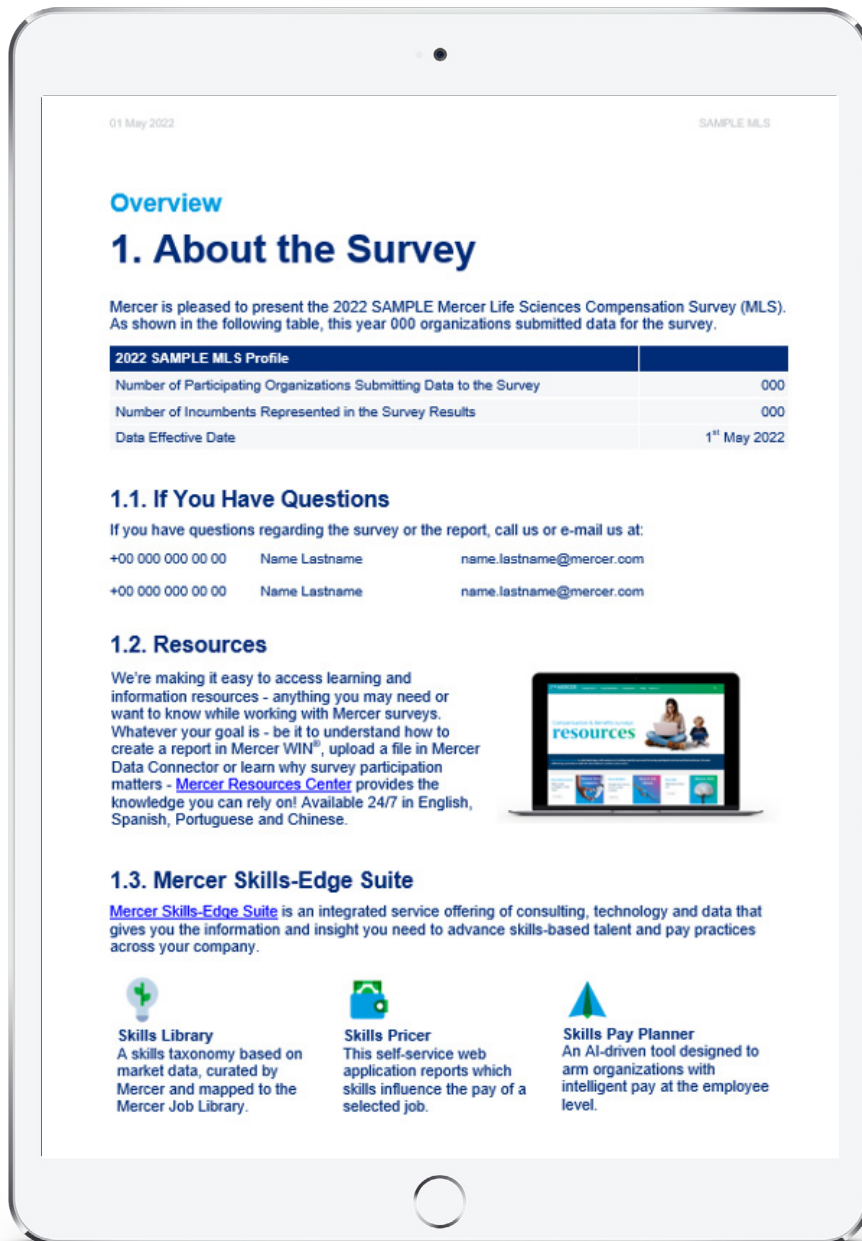 01 May 2022
SAMPLE MLS
Overview
1. About the Survey
Mercer is pleased to present the 2022 SAMPLE Mercer Life Sciences Compensation Survey (MLS).
As shown in the following table, this year 000 organizations submitted data for the survey.
2022 SAMPLE MLS Profile
Number of Participating Organizations Submitting Data to the Survey 000
Number of Incumbents Represented in the Survey Results 000
Data Effective Date 1st May 2022
1.1. If You Have Questions
If you have questions regarding the survey or the report, call us or e-mail us at:
+00 000 000 00 00 Name Lastname name.lastname@mercer.com
+00 000 000 00 00 Name Lastname name.lastname@mercer.com
1.2. Resources
We're making it easy to access learning and
information resources - anything you may need or
want to know while working with Mercer surveys.
Whatever your goal is - be it to understand how to
create a report in Mercer WIN®, upload a file in Mercer
Data Connector or learn why survey participation
matters - Mercer Resources Center provides the
knowledge you can rely on! Available 24/7 in English,
Spanish, Portuguese and Chinese.
Compensation & Benefits surveys
resources
1.3. Mercer Skills-Edge Suite
Mercer Skills-Edge Suite is an integrated service offering of consulting, technology and data that
gives you the information and insight you need to advance skills-based talent and pay practices
across your company.
Skills Library
A skills taxonomy based on
market data, curated by
Mercer and mapped to the
Mercer Job Library.
Skills Pricer
This self-service web
application reports which
skills influence the pay of a
selected job.
Skills Pay Planner
An AI-driven tool designed to
arm organizations with
intelligent pay at the employee
level.